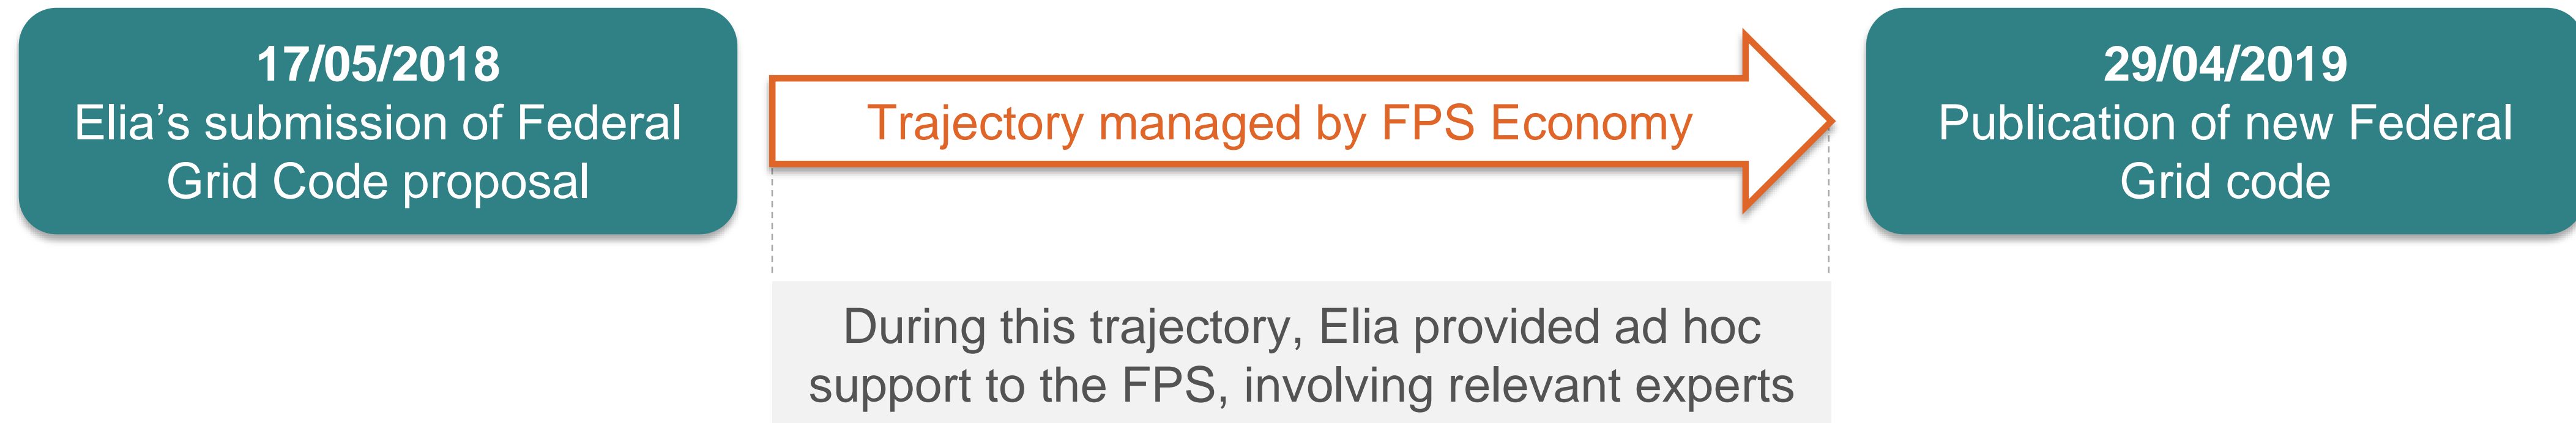 17/05/2018
Elia’s submission of Federal
Grid Code proposal
Trajectory managed by FPS Economy
29/04/2019
Publication of new Federal
Grid code
During this trajectory, Elia provided ad hoc
support to the FPS, involving relevant experts